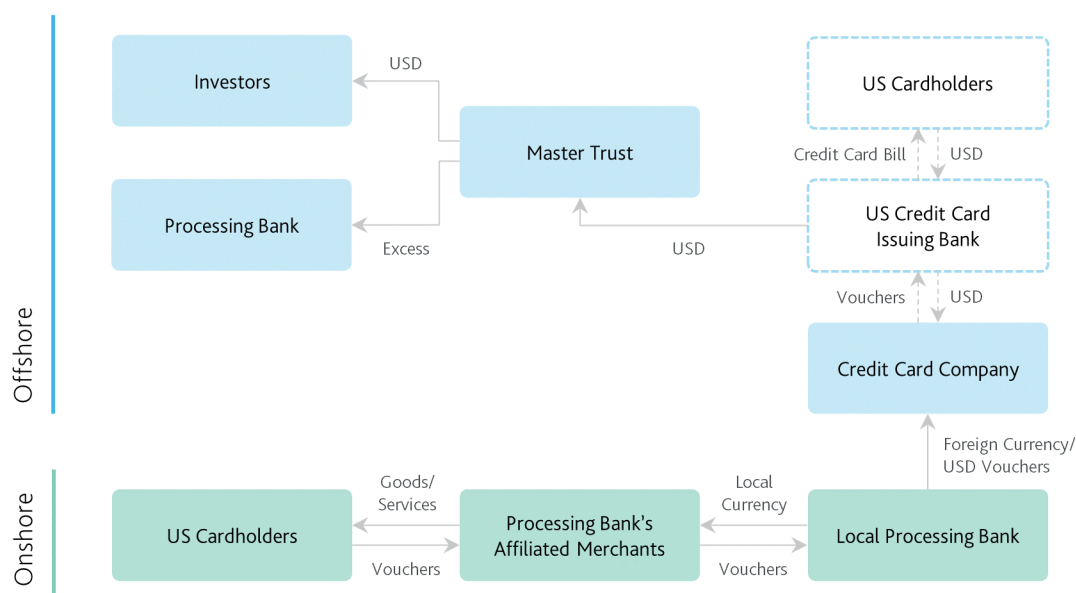 Offshore
Investors
USD
Master Trust
Processing Bank
Excess
USD
US Cardholders
Credit Card Bill
USD
US Credit Card
Issuing Bank
Vouchers
USD
Credit Card Company
Foreign Currency/
USD Vouchers
Onshore
US Cardholders
Goods/
Services
Vouchers
Processing Bank’s
Affiliated Merchants
Local
Currency
Vouchers
Local Processing Bank